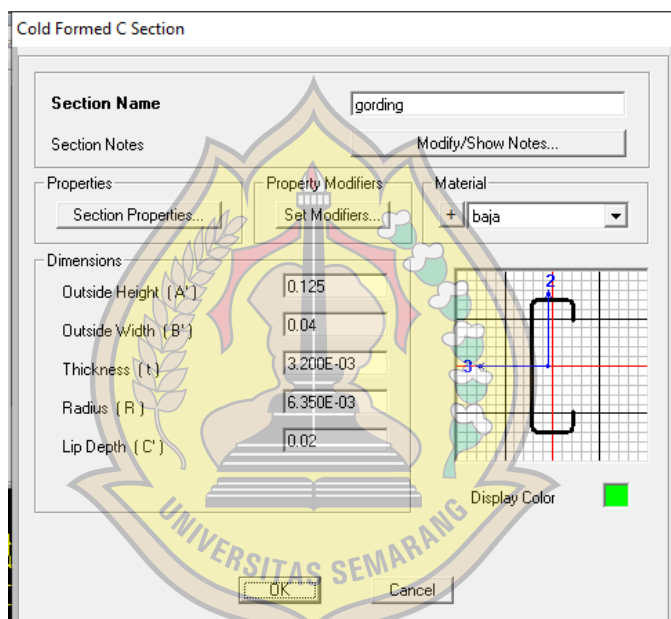 Cold Formed C Section
Section Name gording
Section Notes Modify/Show Notes...
Properties Property Modifiers Material
Section Properties... Set Modifiers... + baja
Dimensions
Outside Height ( A' ) 0.125
Outside Width ( B' ) 0.04
Thickness ( t ) 3.200E-03
Radius ( R ) 6.350E-03
Lip Depth ( C' ) 0.02
2
3
Display Color
UNIVERSITAS SEMARANG
OK Cancel